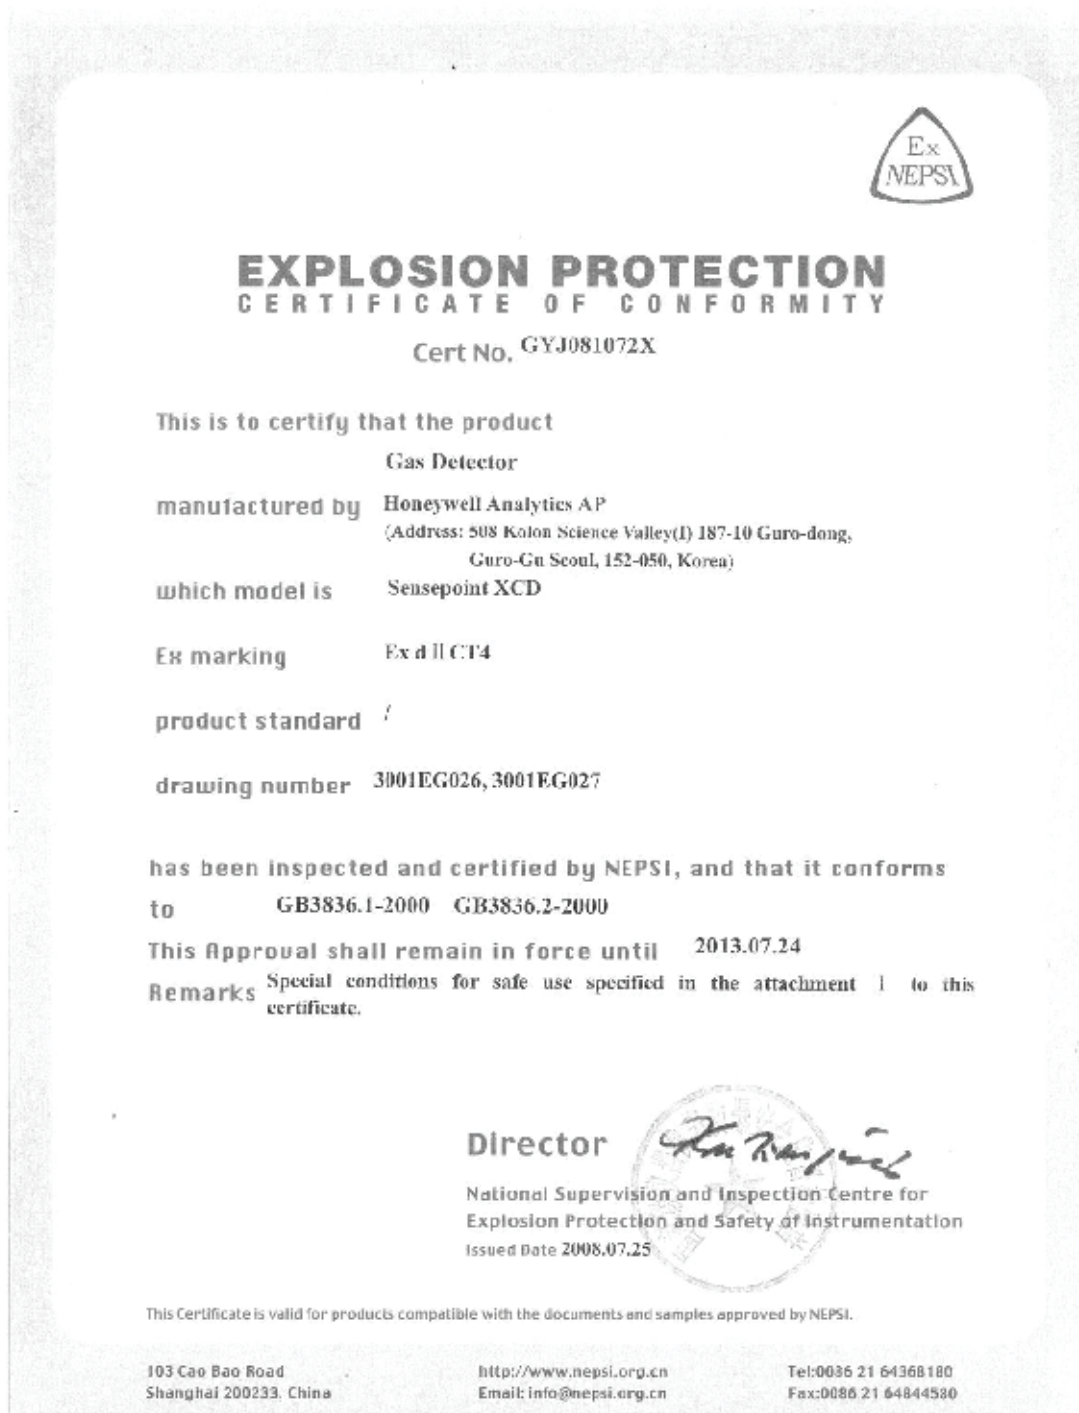 Ex
NEPSI
EXPLOSION PROTECTION
CERTIFICATE OF CONFORMITY
Cert No. GYJ081072X
This is to certify that the product
Gas Detector
manufactured by Honeywell Analytics AP
(Address: 508 Kolon Science Valley(I) 187-10 Guro-dong,
Guro-Gu Seoul, 152-050, Korea)
which model is Sensepoint XCD
Ex marking Ex d II CT4
product standard /
drawing number 3001EG026, 3001EG027
has been inspected and certified by NEPSI, and that it conforms
to GB3836.1-2000 GB3836.2-2000
This Approval shall remain in force until 2013.07.24
Remarks Special conditions for safe use specified in the attachment 1 to this
certificate.
Director
National Supervision and Inspection Centre for
Explosion Protection and Safety of Instrumentation
Issued Date 2008.07.25
This Certificate is valid for products compatible with the documents and samples approved by NEPSI.
103 Cao Bao Road
Shanghai 200233, China
http://www.nepsi.org.cn
Email: info@nepsi.org.cn
Tel:0086 21 64368180
Fax:0086 21 64844580